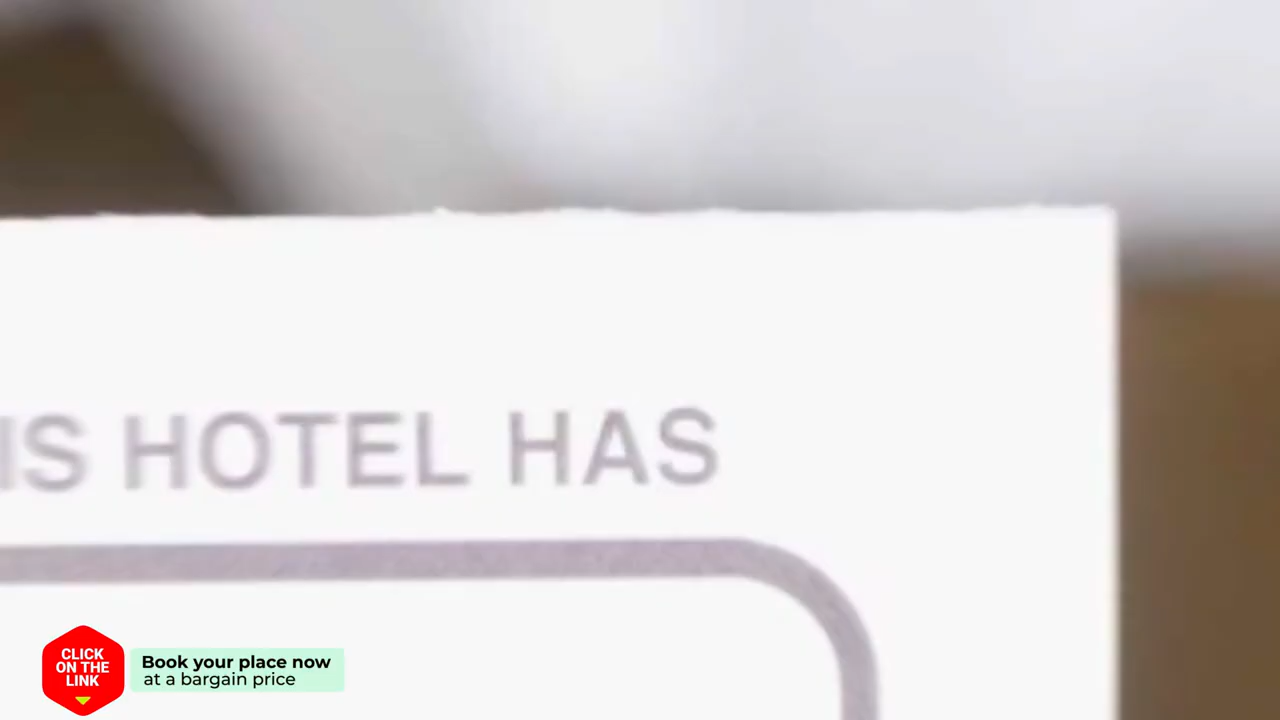 IS HOTEL HAS
CLICK
ON THE
LINK
Book your place now
at a bargain price